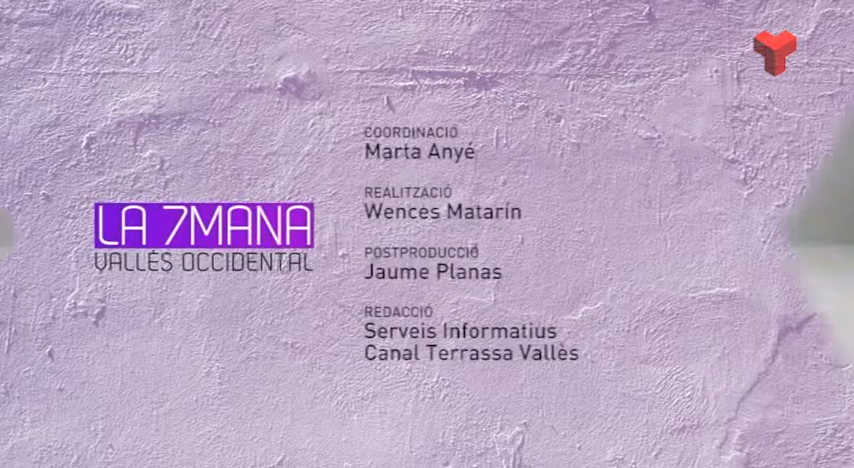 LA 7MANA
VALLÈS OCCIDENTAL
COORDINACIÓ
Marta Anyé
REALITZACIÓ
Wences Matarín
POSTPRODUCCIÓ
Jaume Planas
REDACCIÓ
Serveis Informatius
Canal Terrassa Vallès